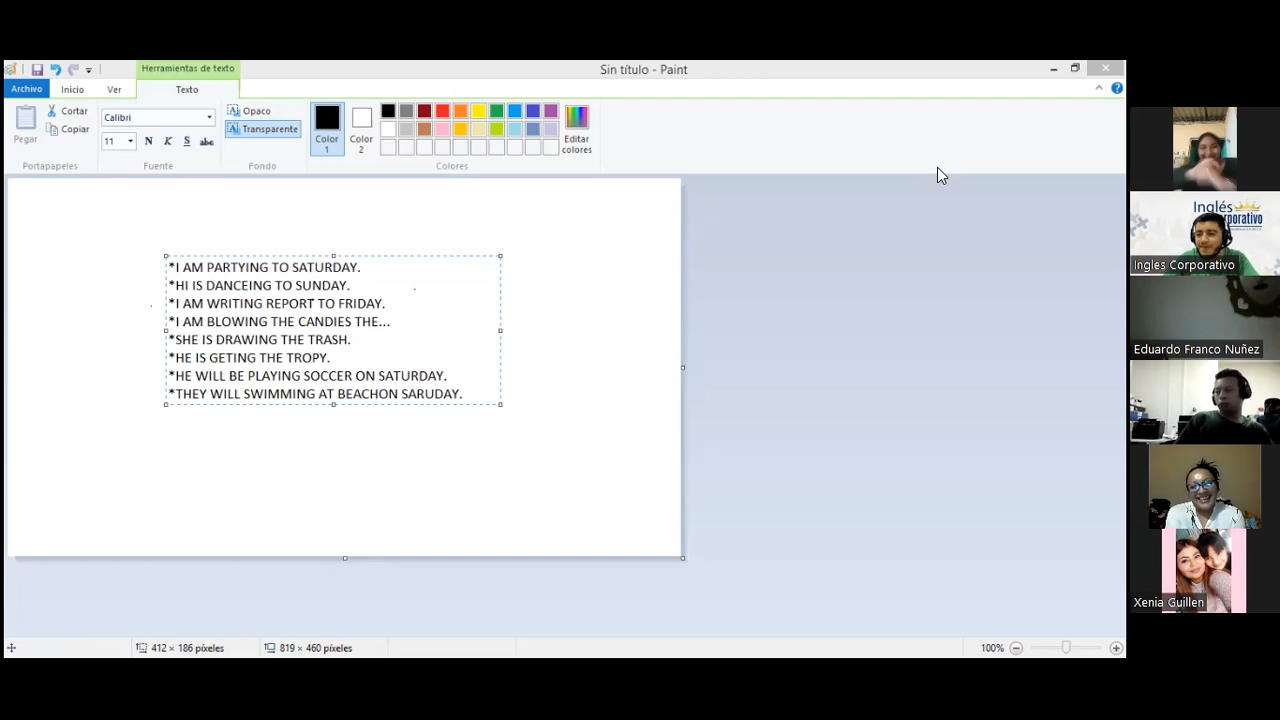 Herramientas de texto
Sin título - Paint
Archivo
Inicio
Ver
Texto
Pegar
Cortar
Copiar
Portapapeles
Calibri
11
N
K
S
abc
Fuente
Opaco
Transparente
Fondo
Color 1
Color 2
Editar colores
Colores
*I AM PARTYING TO SATURDAY.
*HI IS DANCEING TO SUNDAY.
*I AM WRITING REPORT TO FRIDAY.
*I AM BLOWING THE CANDIES THE...
*SHE IS DRAWING THE TRASH.
*HE IS GETING THE TROPY.
*HE WILL BE PLAYING SOCCER ON SATURDAY.
*THEY WILL SWIMMING AT BEACHON SARUDAY.
412 × 186 píxeles
819 × 460 píxeles
100%
Inglés
Ingles Corporativo
Eduardo Franco Nuñez
Xenia Guillen